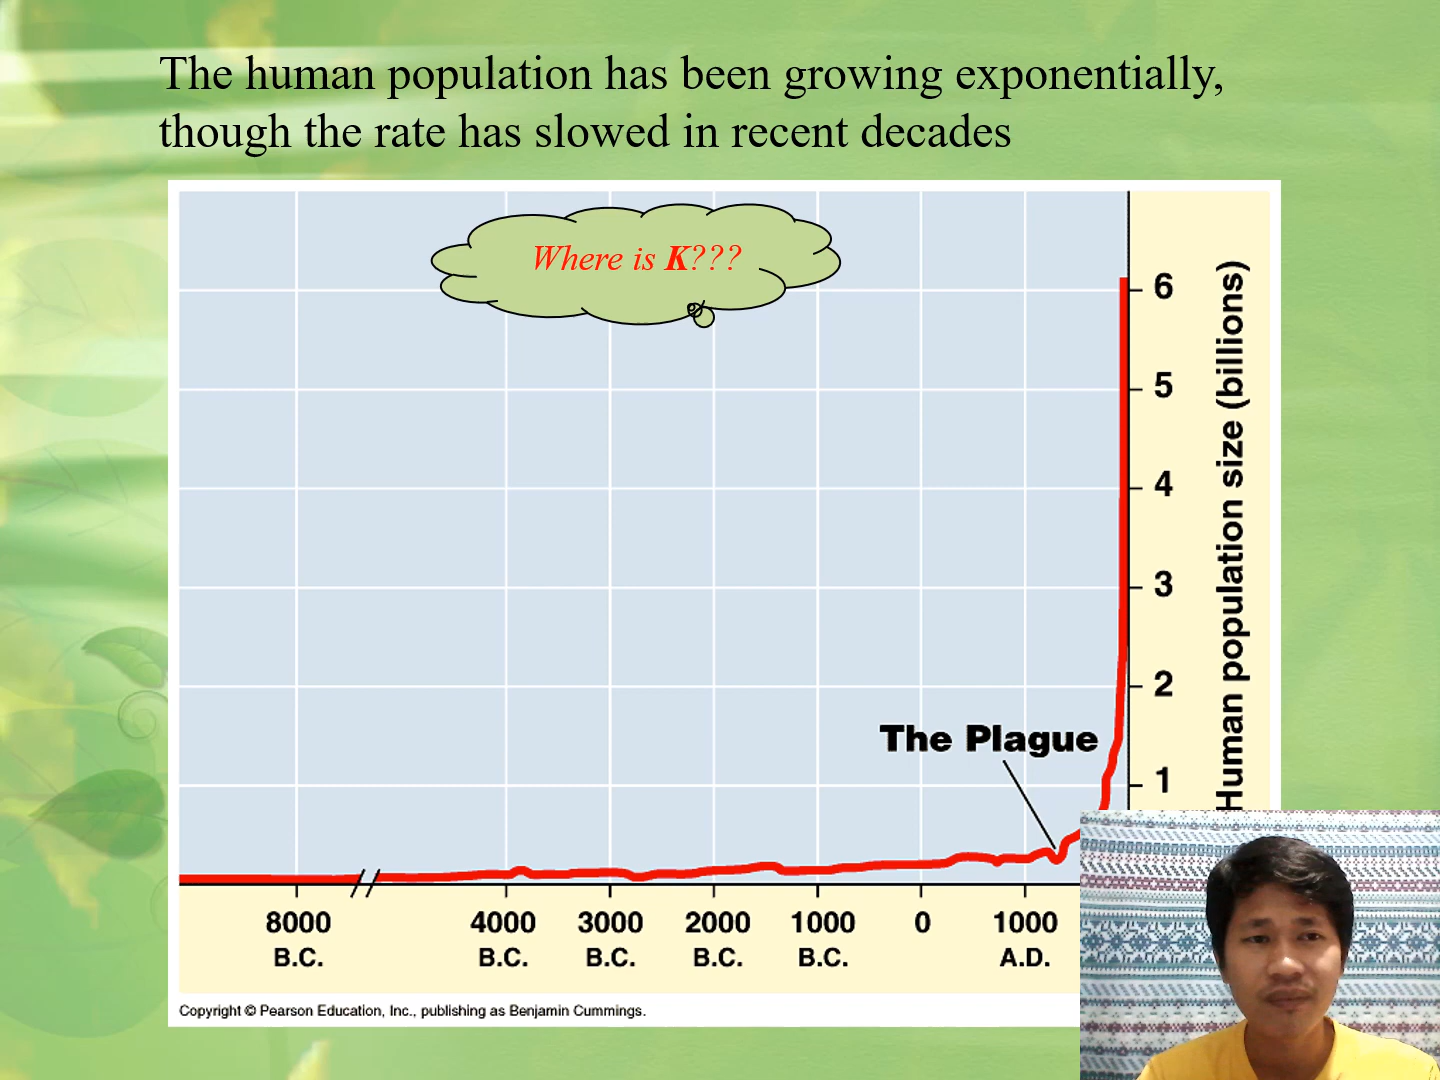 The human population has been growing exponentially,
though the rate has slowed in recent decades
Where is K???
6
5
4
3
2
1
Human population size (billions)
The Plague
8000 4000 3000 2000 1000 0 1000
B.C. B.C. B.C. B.C. B.C. A.D.
Copyright © Pearson Education, Inc., publishing as Benjamin Cummings.